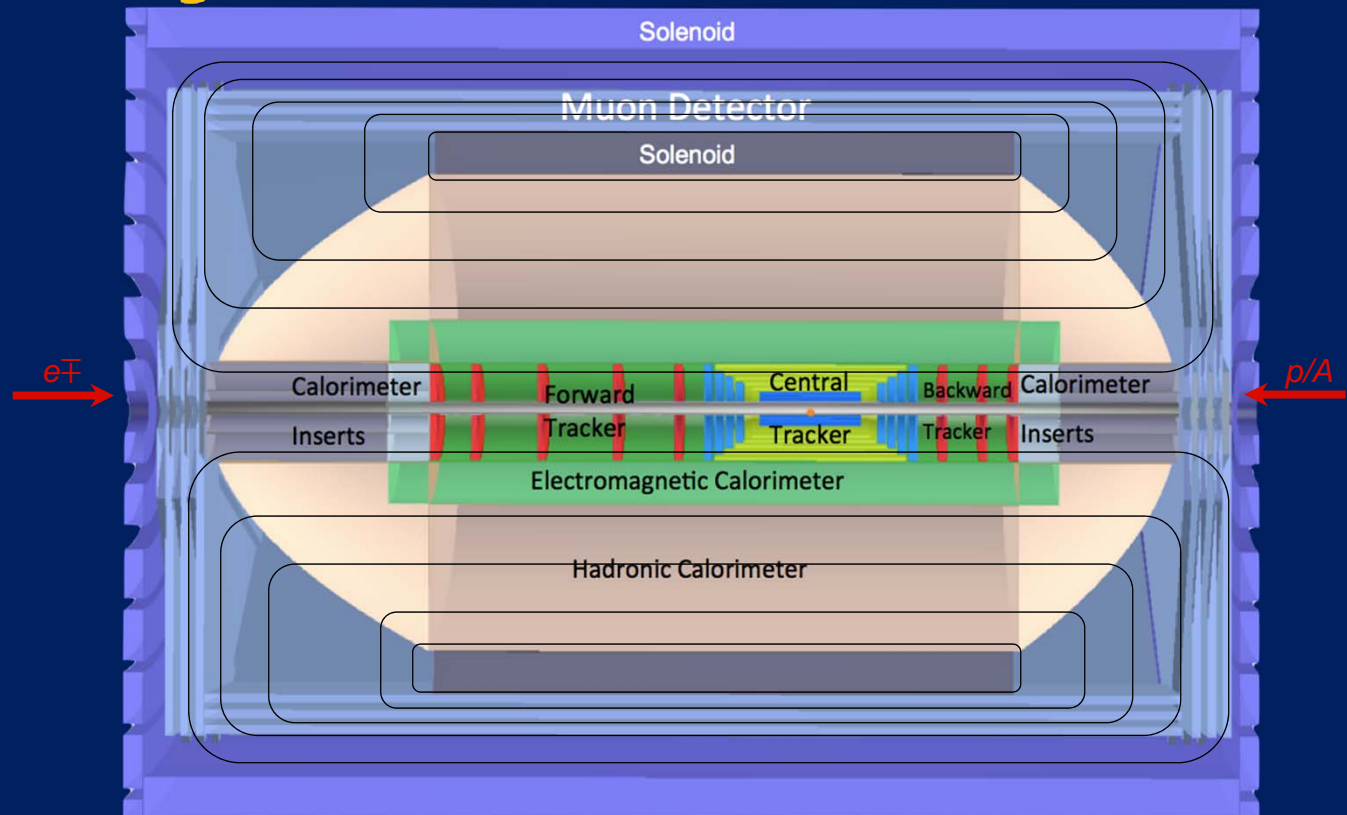 Solenoid
Muon Detector
Solenoid
e∓
p/A
Calorimeter
Forward
Central
Backward
Calorimeter
Inserts
Tracker
Tracker
Tracker
Inserts
Electromagnetic Calorimeter
Hadronic Calorimeter